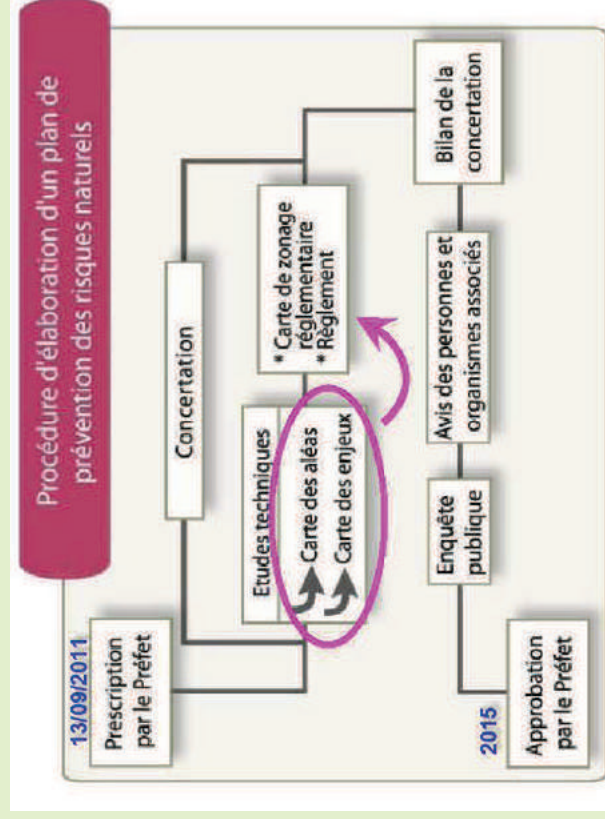 Procédure d'élaboration d'un plan de
prévention des risques naturels
13/09/2011
Prescription
par le Préfet
Concertation
Etudes techniques
Carte des aléas
Carte des enjeux
* Carte de zonage
réglementaire
* Règlement
Bilan de la
concertation
Avis des personnes et
organismes associés
Enquête
publique
2015
Approbation
par le Préfet